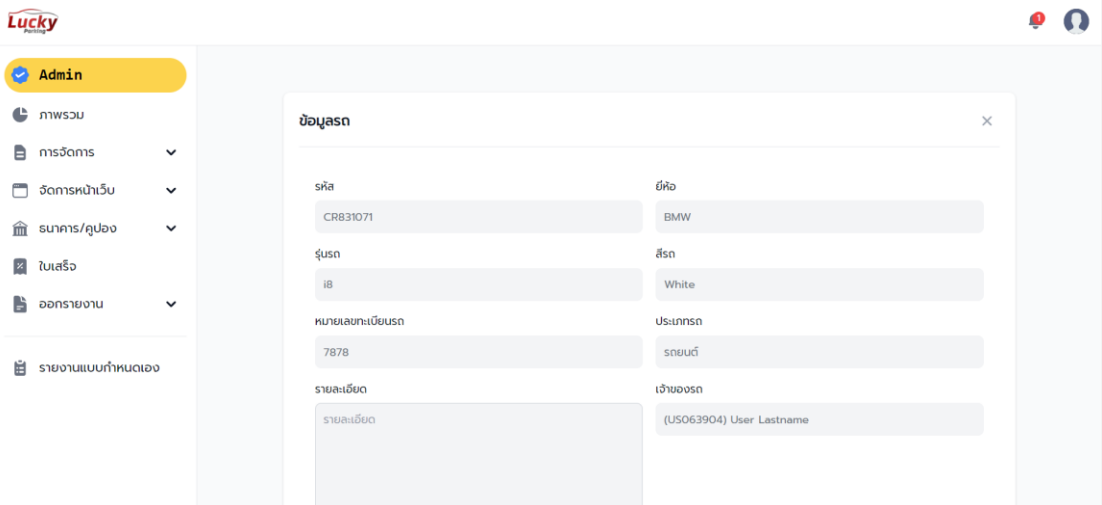 Lucky
Parking
1
Admin
ภาพรวม
การจัดการ
จัดการหน้าเว็บ
ธนาคาร/คูปอง
ใบเสร็จ
ออกรายงาน
รายงานแบบกำหนดเอง
ข้อมูลรถ
รหัส
CR831071
ยี่ห้อ
BMW
รุ่นรถ
i8
สีรถ
White
หมายเลขทะเบียนรถ
7878
ประเภทรถ
รถยนต์
รายละเอียด
รายละเอียด
เจ้าของรถ
(US063904) User Lastname